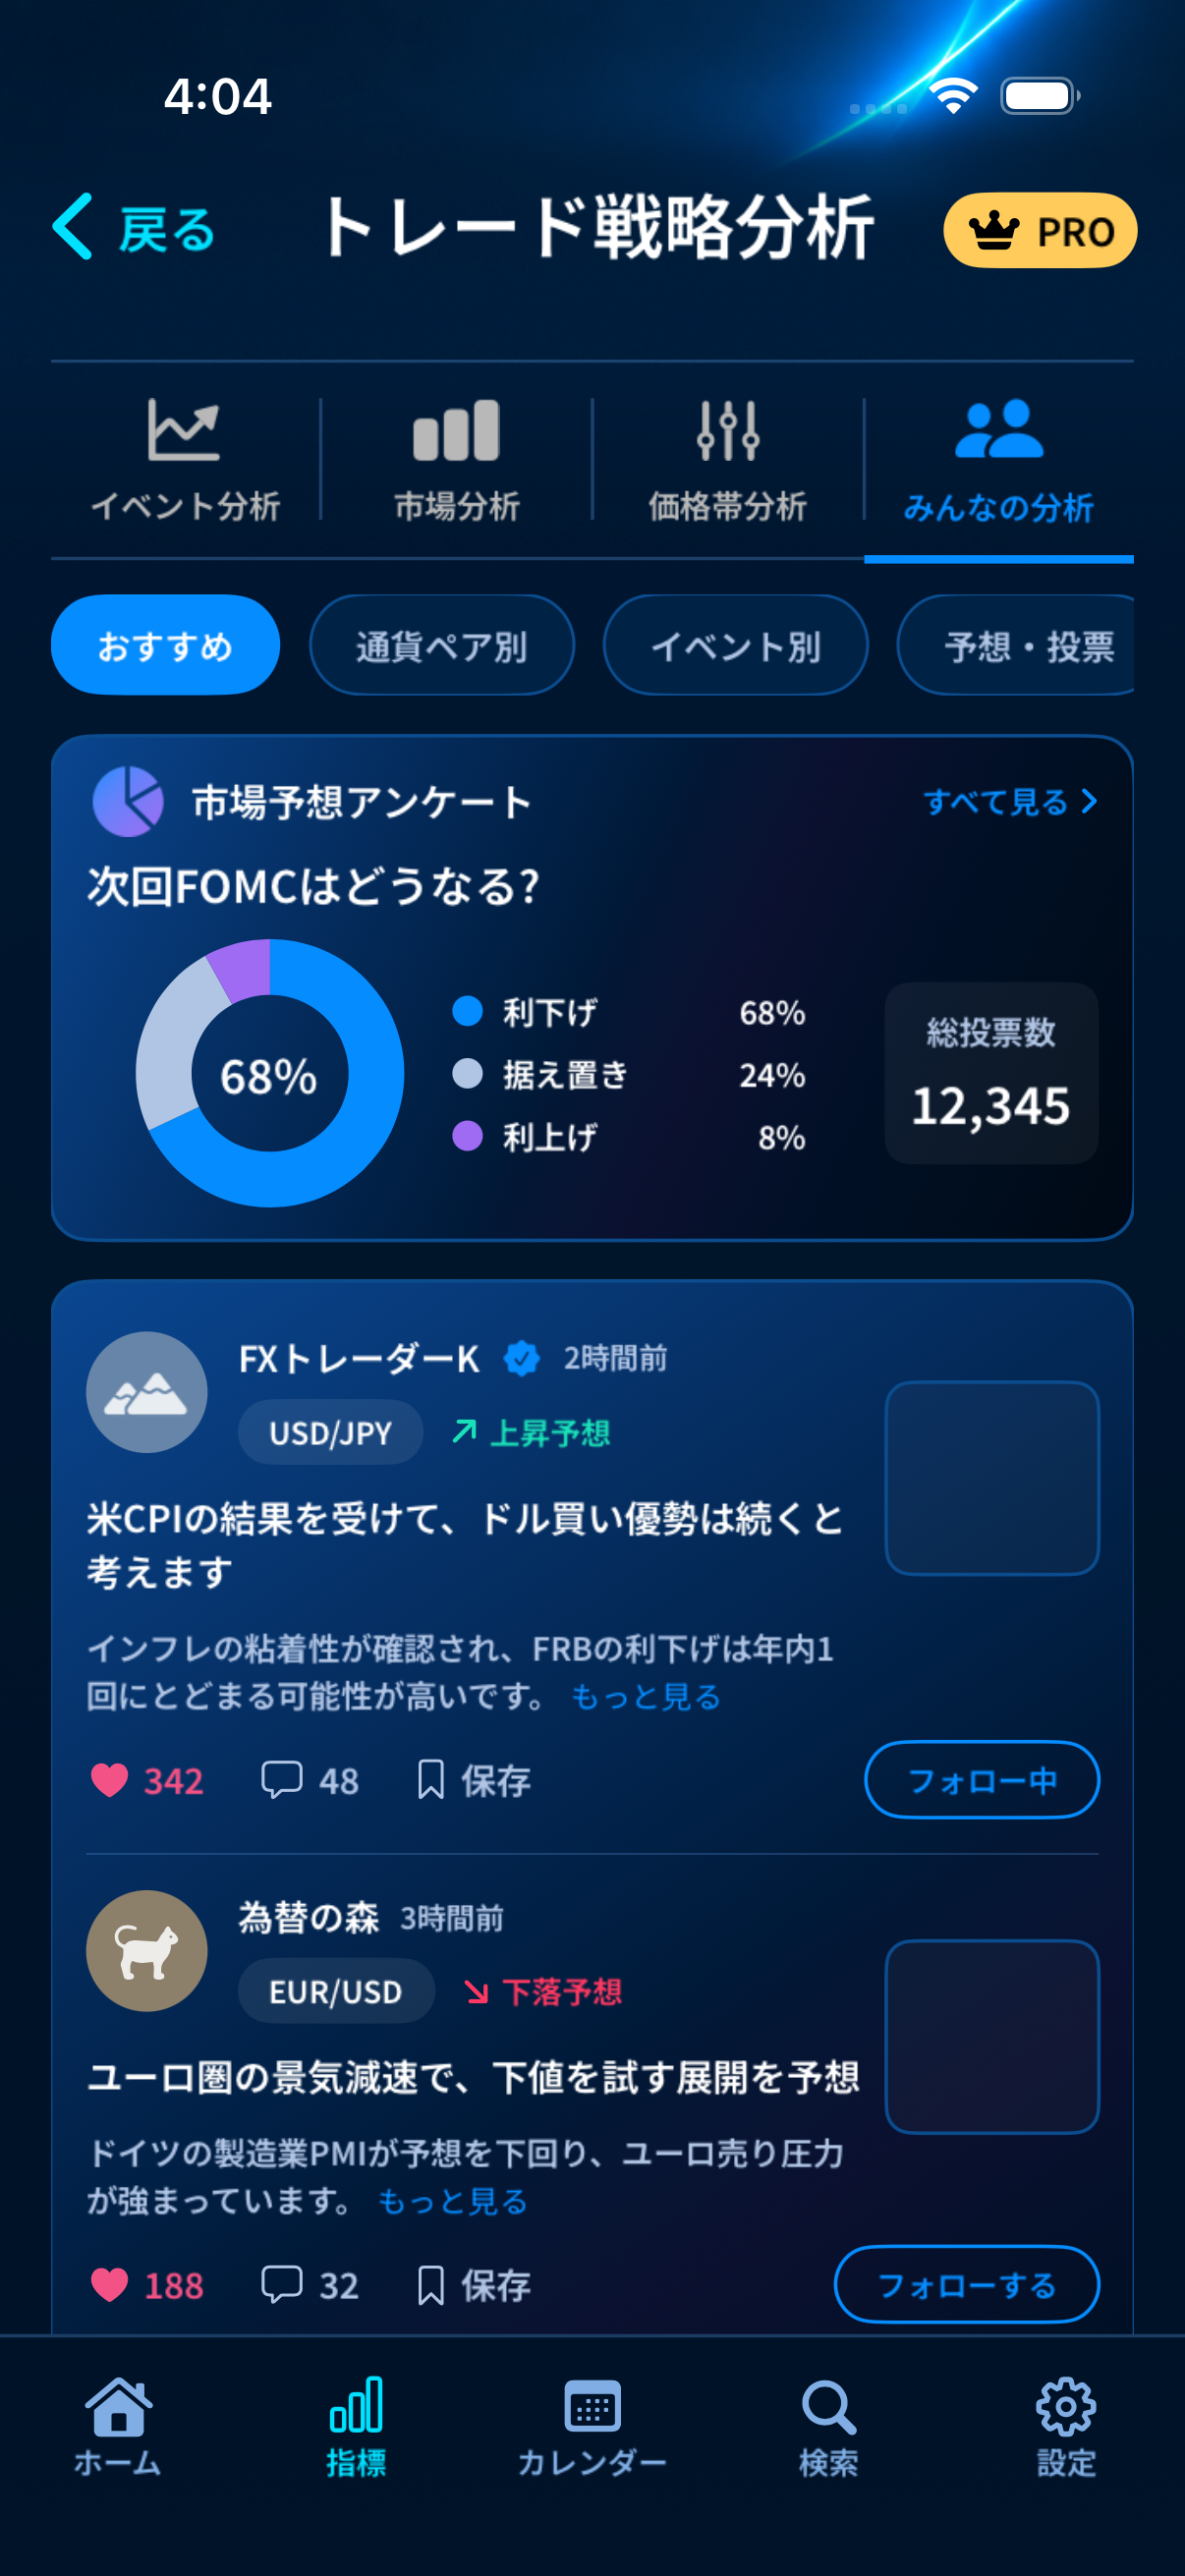 4:04
戻る
トレード戦略分析
PRO
イベント分析
市場分析
価格帯分析
みんなの分析
おすすめ
通貨ペア別
イベント別
予想・投票
市場予想アンケート
すべて見る
次回FOMCはどうなる?
68%
利下げ 68%
据え置き 24%
利上げ 8%
総投票数
12,345
FXトレーダーK 2時間前
USD/JPY 上昇予想
米CPIの結果を受けて、ドル買い優勢は続くと
考えます
インフレの粘着性が確認され、FRBの利下げは年内1
回にとどまる可能性が高いです。 もっと見る
342 48 保存
フォロー中
為替の森 3時間前
EUR/USD 下落予想
ユーロ圏の景気減速で、下値を試す展開を予想
ドイツの製造業PMIが予想を下回り、ユーロ売り圧力
が強まっています。 もっと見る
188 32 保存
フォローする
ホーム
指標
カレンダー
検索
設定